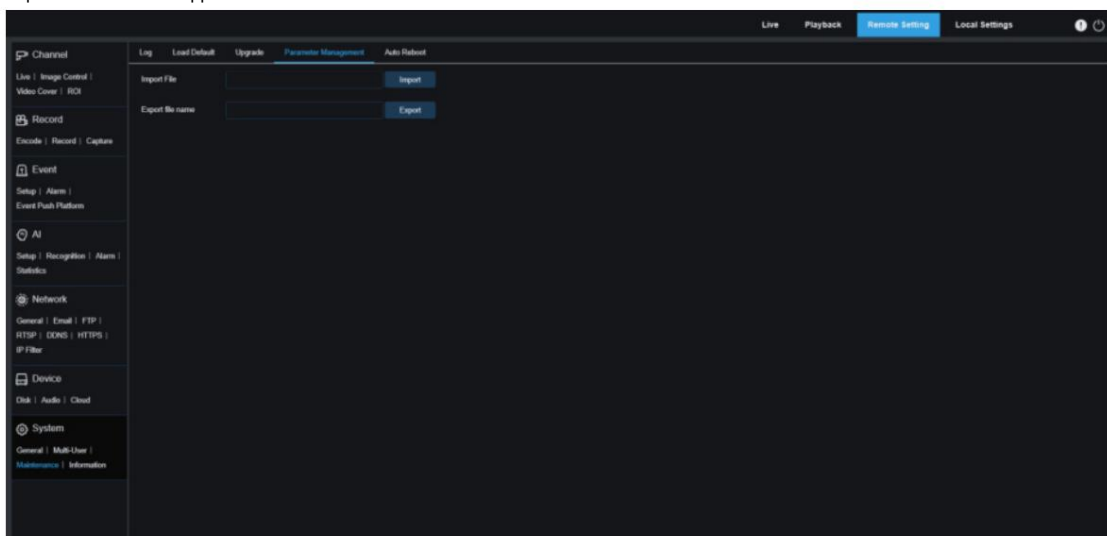 Live Playback Remote Setting Local Settings
Channel
Live | Image Control |
Video Cover | ROI
Record
Encode | Record | Capture
Event
Setup | Alarm |
Event Push Platform
AI
Setup | Recognition | Alarm |
Statistics
Network
General | Email | FTP |
RTSP | DDNS | HTTPS |
IP Filter
Device
Disk | Audio | Cloud
System
General | Multi-User |
Maintenance | Information
Log Load Default Upgrade Parameter Management Auto Reboot
Import File Import
Export file name Export